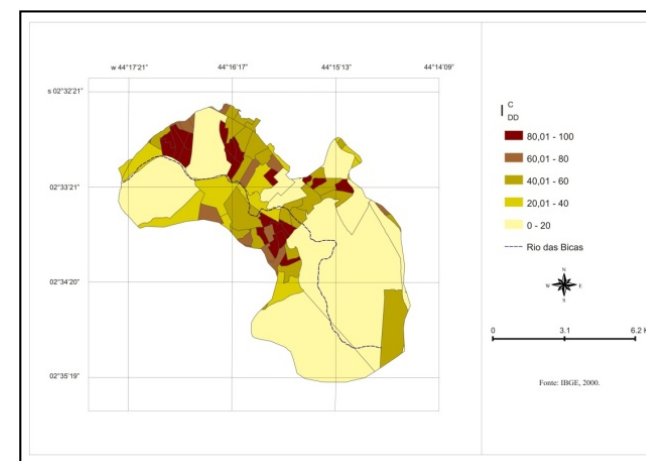 w 44°17'21" 44°16'17" 44°15'13" 44°14'09"
s 02°32'21"
02°33'21"
02°34'20"
02°35'19"
C
DD
80,01 - 100
60,01 - 80
40,01 - 60
20,01 - 40
0 - 20
Rio das Bicas
N
W E
S
0 3.1 6.2 K
Fonte: IBGE, 2000.